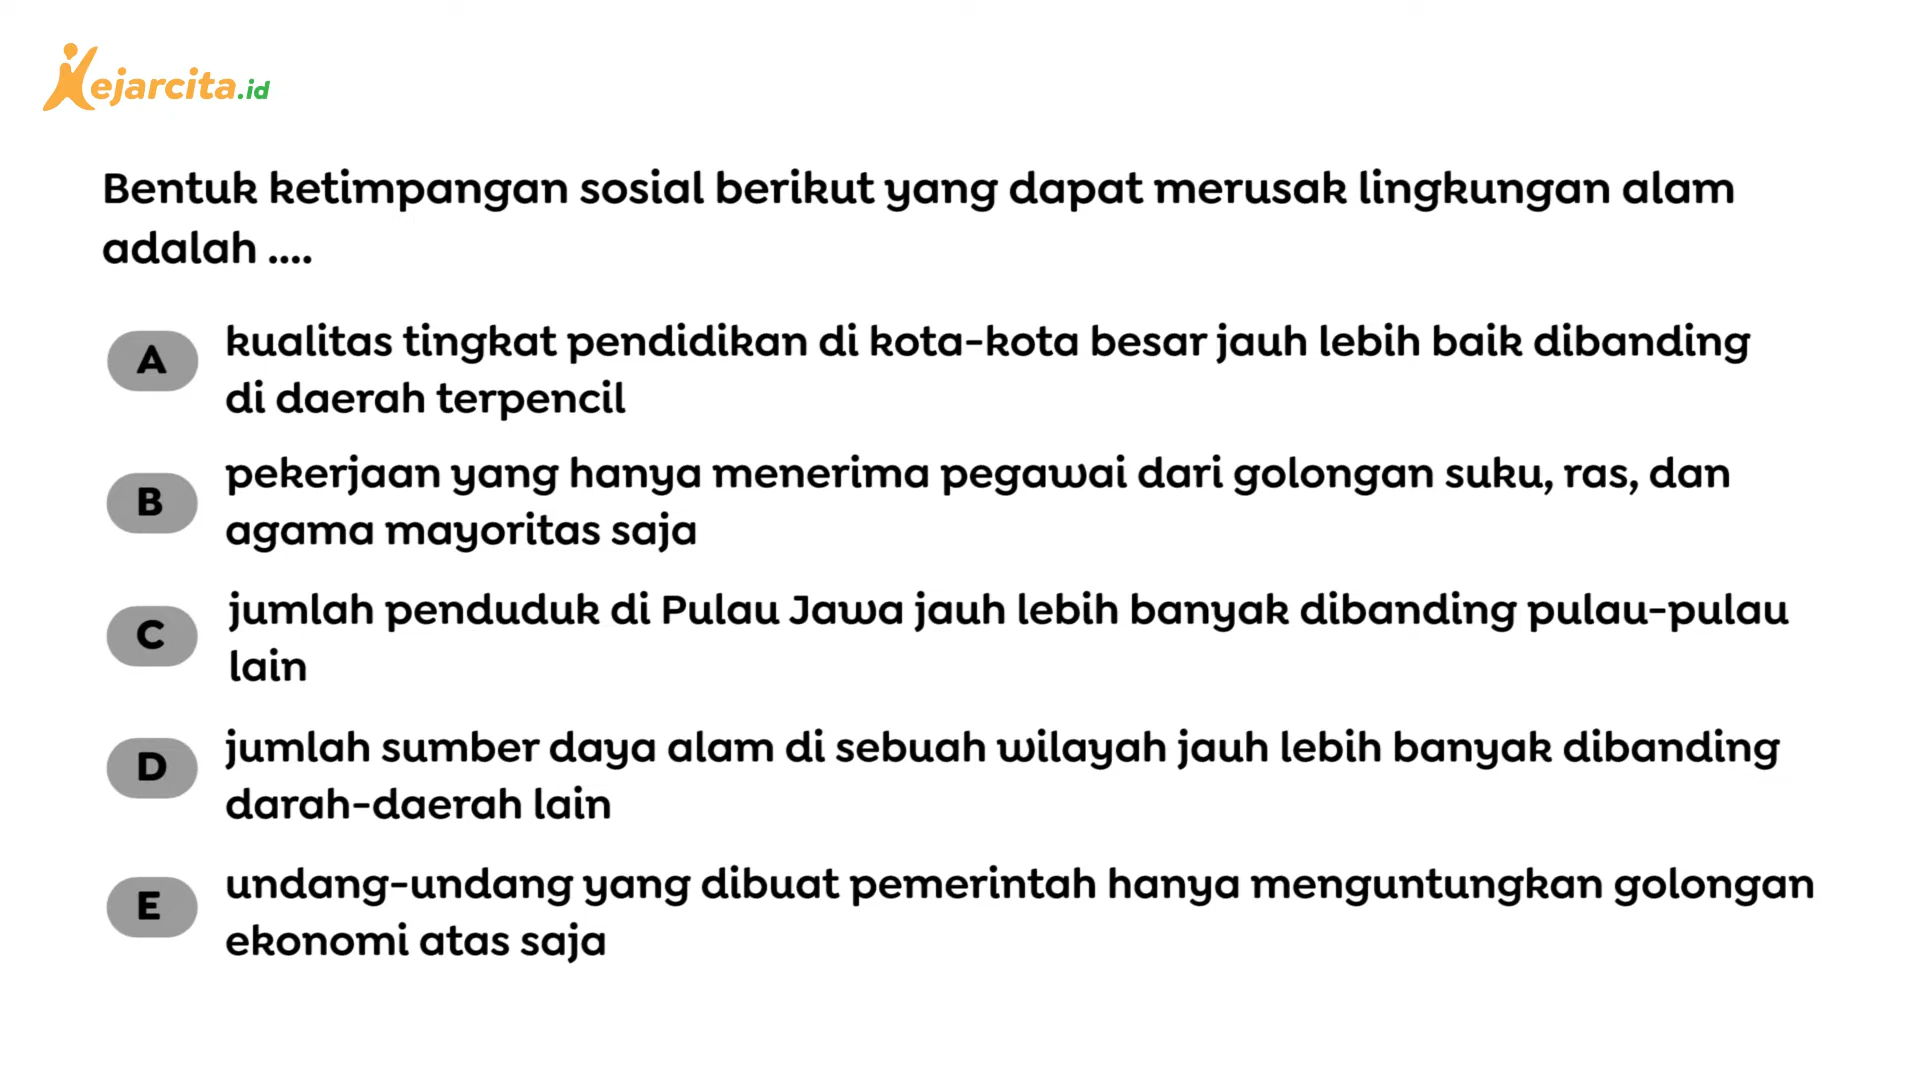 Kejarcita.id
Bentuk ketimpangan sosial berikut yang dapat merusak lingkungan alam
adalah ....
A
kualitas tingkat pendidikan di kota-kota besar jauh lebih baik dibanding
di daerah terpencil
B
pekerjaan yang hanya menerima pegawai dari golongan suku, ras, dan
agama mayoritas saja
C
jumlah penduduk di Pulau Jawa jauh lebih banyak dibanding pulau-pulau
lain
D
jumlah sumber daya alam di sebuah wilayah jauh lebih banyak dibanding
darah-daerah lain
E
undang-undang yang dibuat pemerintah hanya menguntungkan golongan
ekonomi atas saja